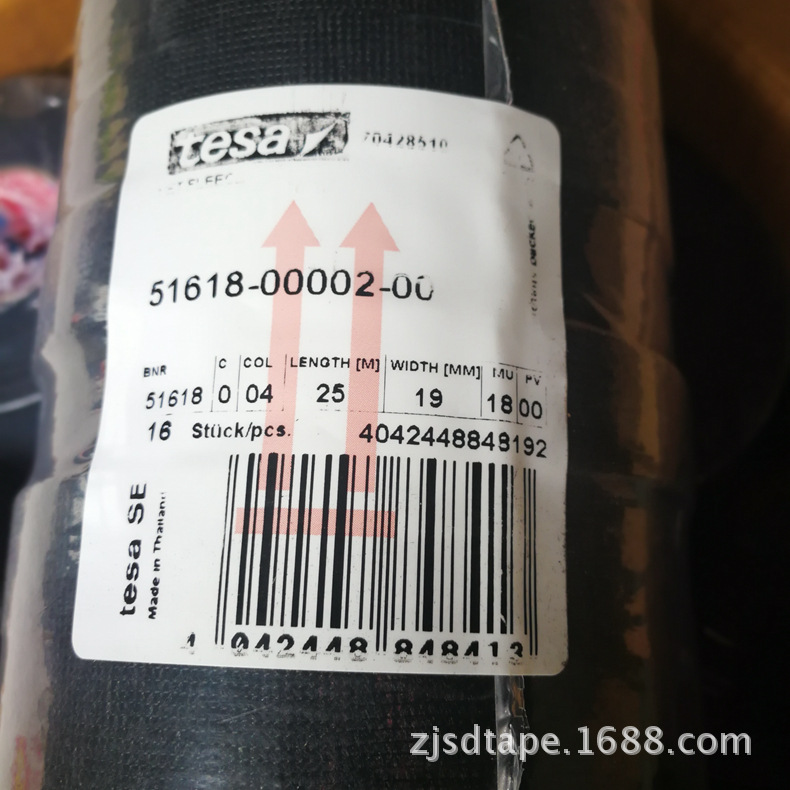 tesa
70428510
51618-00002-00
BNR C COL LENGTH [M] WIDTH [MM] MU PV
51618 0 04 25 19 18 00
16 Stück/pcs. 4042448848192
tesa SE
Made in Thailand
4 042448 848413
zjsdtape.1688.com